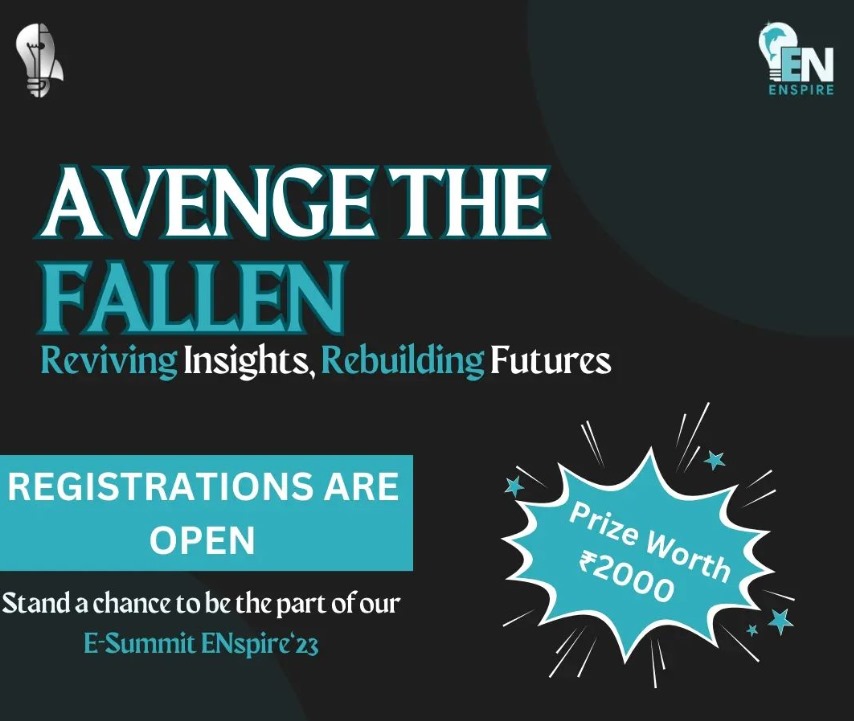 EN
ENSPIRE
AVENGE THE
FALLEN
Reviving Insights, Rebuilding Futures
REGISTRATIONS ARE
OPEN
Stand a chance to be the part of our
E-Summit ENspire‘23
Prize Worth
₹2000